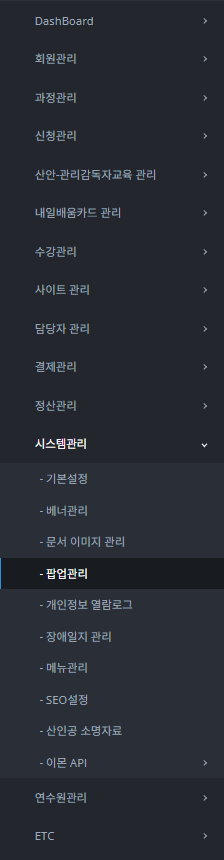 DashBoard
회원관리
과정관리
신청관리
산안-관리감독자교육 관리
내일배움카드 관리
수강관리
사이트 관리
담당자 관리
결제관리
정산관리
시스템관리
- 기본설정
- 베너관리
- 문서 이미지 관리
- 팝업관리
- 개인정보 열람로그
- 장애일지 관리
- 메뉴관리
- SEO설정
- 산인공 소명자료
- 이몬 API
연수원관리
ETC